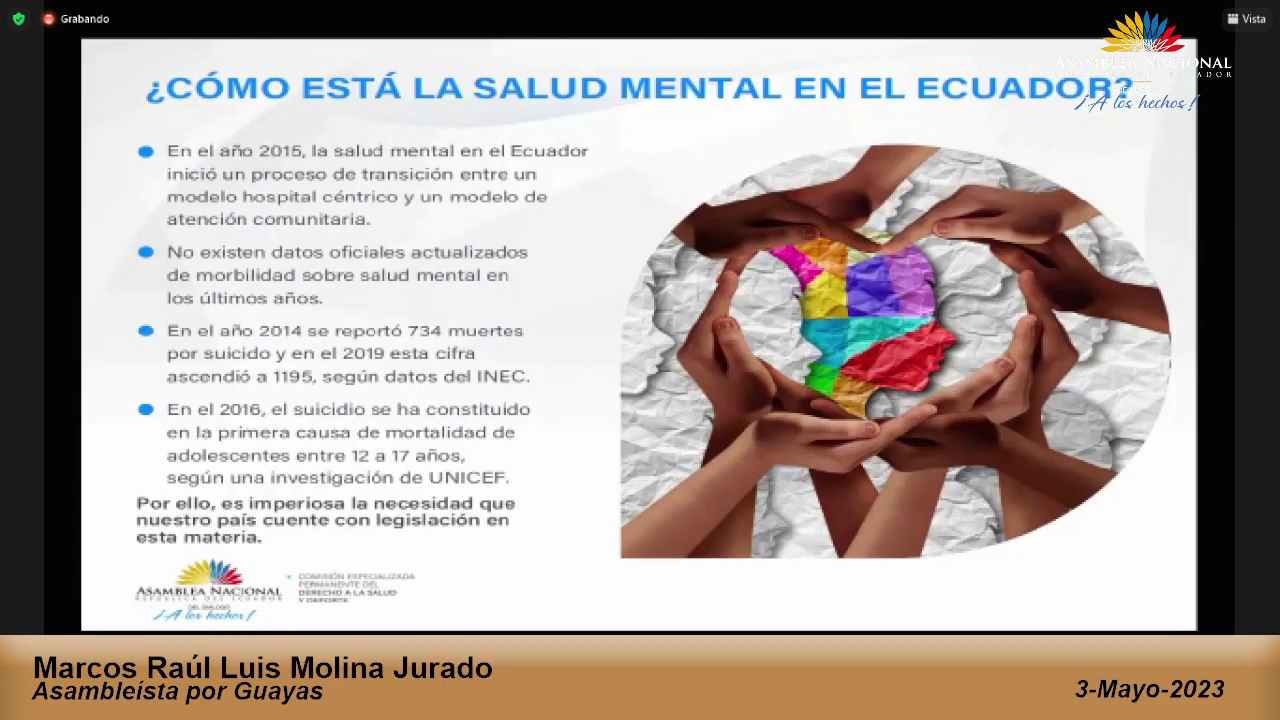 Grabando
Vista
ASAMBLEA NACIONAL
¡A los hechos!
¿CÓMO ESTÁ LA SALUD MENTAL EN EL ECUADOR?
En el año 2015, la salud mental en el Ecuador
inició un proceso de transición entre un
modelo hospital céntrico y un modelo de
atención comunitaria.
No existen datos oficiales actualizados
de morbilidad sobre salud mental en
los últimos años.
En el año 2014 se reportó 734 muertes
por suicido y en el 2019 esta cifra
ascendió a 1195, según datos del INEC.
En el 2016, el suicidio se ha constituido
en la primera causa de mortalidad de
adolescentes entre 12 a 17 años,
según una investigación de UNICEF.
Por ello, es imperiosa la necesidad que
nuestro país cuente con legislación en
esta materia.
ASAMBLEA NACIONAL
REPÚBLICA DEL ECUADOR
¡A los hechos!
COMISIÓN ESPECIALIZADA
PERMANENTE DEL
DERECHO A LA SALUD
Y DEPORTE
Marcos Raúl Luis Molina Jurado
Asambleísta por Guayas
3-Mayo-2023